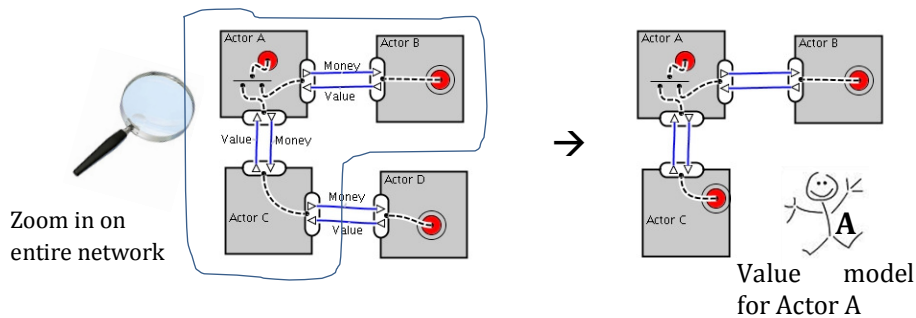 Actor A
Actor B
Money
Value
Value
Money
Actor C
Actor D
Money
Value
Zoom in on
entire network
→
Actor A
Actor B
Actor C
A
Value model
for Actor A